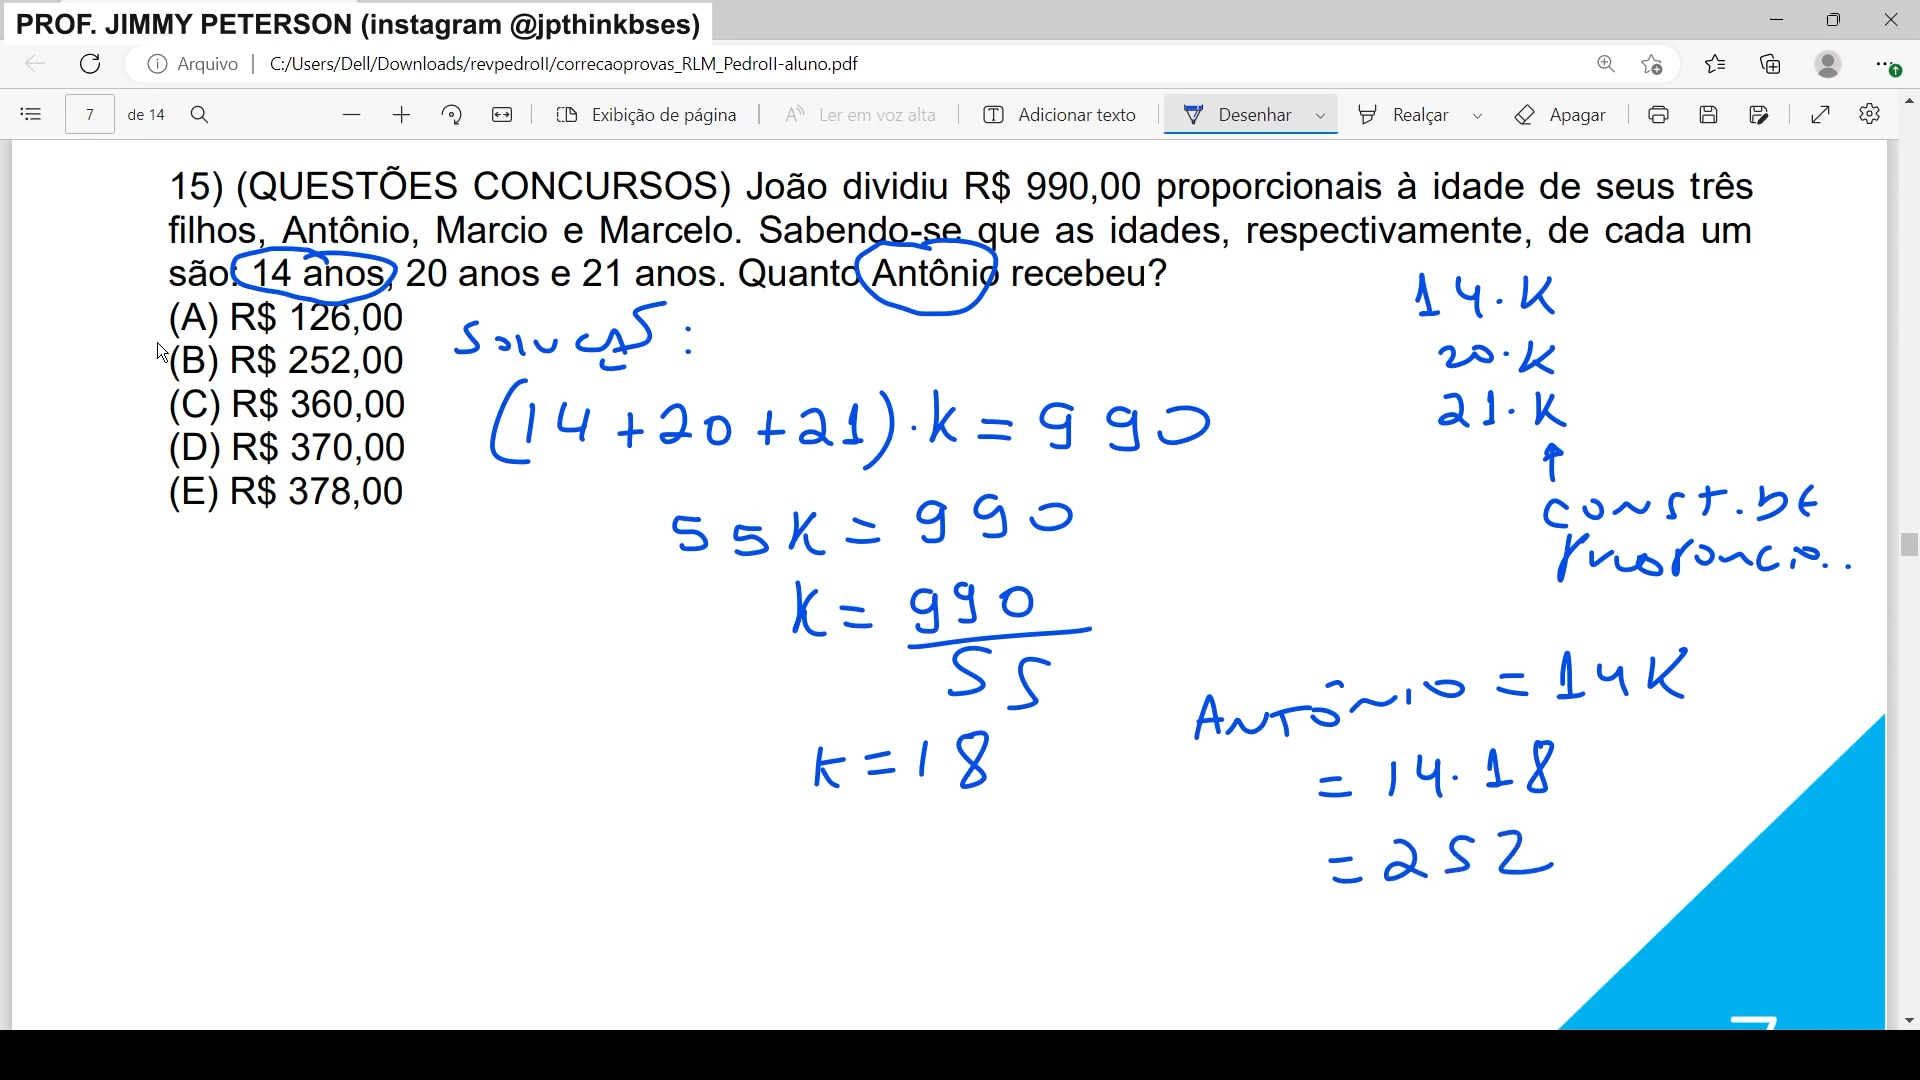 PROF. JIMMY PETERSON (instagram @jpthinkbses)
Arquivo | C:/Users/Dell/Downloads/revpedroII/correcaoprovas_RLM_PedroII-aluno.pdf
7 de 14 Exibição de página Ler em voz alta Adicionar texto Desenhar Realçar Apagar
15) (QUESTÕES CONCURSOS) João dividiu R$ 990,00 proporcionais à idade de seus três
filhos, Antônio, Marcio e Marcelo. Sabendo-se que as idades, respectivamente, de cada um
são: 14 anos, 20 anos e 21 anos. Quanto Antônio recebeu?
(A) R$ 126,00
(B) R$ 252,00
(C) R$ 360,00
(D) R$ 370,00
(E) R$ 378,00
Solução:
(14+20+21).k=990
55k=990
k=990
55
k=18
14.K
20.K
21.K
const. DE
proporcio..
ANTÔNIO = 14K
= 14.18
= 252
7